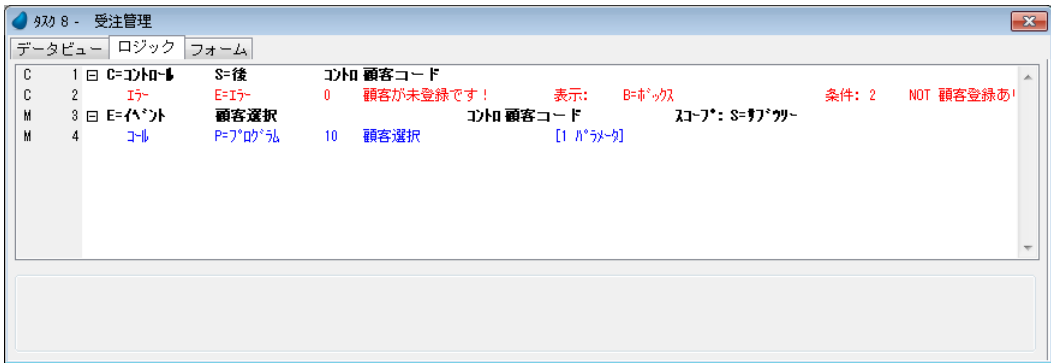 ﾀｽｸ 8 - 受注管理
データビュー ロジック フォーム
C 1 C=ｺﾝﾄﾛｰﾙ S=後 ｺﾝﾄﾛ 顧客コード
C 2 ｴﾗｰ E=ｴﾗｰ 0 顧客が未登録です! 表示: B=ﾎﾞｯｸｽ 条件: 2 NOT 顧客登録あり
M 3 E=ｲﾍﾞﾝﾄ 顧客選択 ｺﾝﾄﾛ 顧客コード ｽｺｰﾌﾟ: S=ｻﾌﾞﾂﾘｰ
M 4 ｺｰﾙ P=ﾌﾟﾛｸﾞﾗﾑ 10 顧客選択 [1 ﾊﾟﾗﾒｰﾀ]